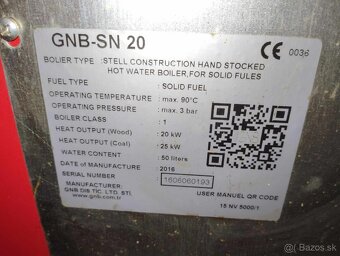 GNB-SN 20
CE 0036
BOLIER TYPE : STELL CONSTRUCTION HAND STOCKED
HOT WATER BOILER, FOR SOLID FULES
FUEL TYPE : SOLID FUEL
OPERATING TEMPERATURE : max. 90°C
OPERATING PRESSURE : max. 3 bar
BOILER CLASS : 1
HEAT OUTPUT (Wood) : 20 kW
HEAT OUTPUT (Coal) : 25 kW
WATER CONTENT : 50 liters
DATE OF MANUFACTURE : 2016
SERIAL NUMBER : 1606060193
MANUFACTURER :
GNB DIS TIC. LTD. STI.
www.gnb.com.tr
USER MANUEL QR CODE
15 NV 5000/1
bazar.sk